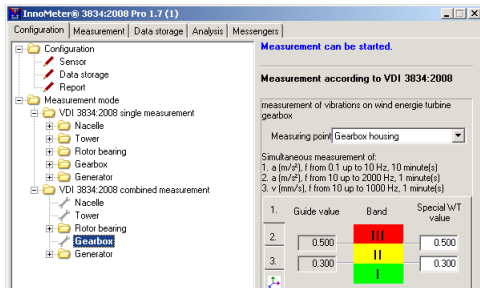 InnoMeter® 3834:2008 Pro 1.7 (1)
Configuration Measurement Data storage Analysis Messengers
Configuration
Sensor
Data storage
Report
Measurement mode
VDI 3834:2008 single measurement
Nacelle
Tower
Rotor bearing
Gearbox
Generator
VDI 3834:2008 combined measurement
Nacelle
Tower
Rotor bearing
Gearbox
Generator
Measurement can be started.
Measurement according to VDI 3834:2008
measurement of vibrations on wind energie turbine
gearbox
Measuring point Gearbox housing
Simultaneous measurement of:
1. a (m/s²), f from 0.1 up to 10 Hz, 10 minute(s)
2. a (m/s²), f from 10 up to 2000 Hz, 1 minute(s)
3. v (mm/s), f from 10 up to 1000 Hz, 1 minute(s)
1. Guide value Band Special WT
value
2. 0.500 III 0.500
II
3. 0.300 0.300
I